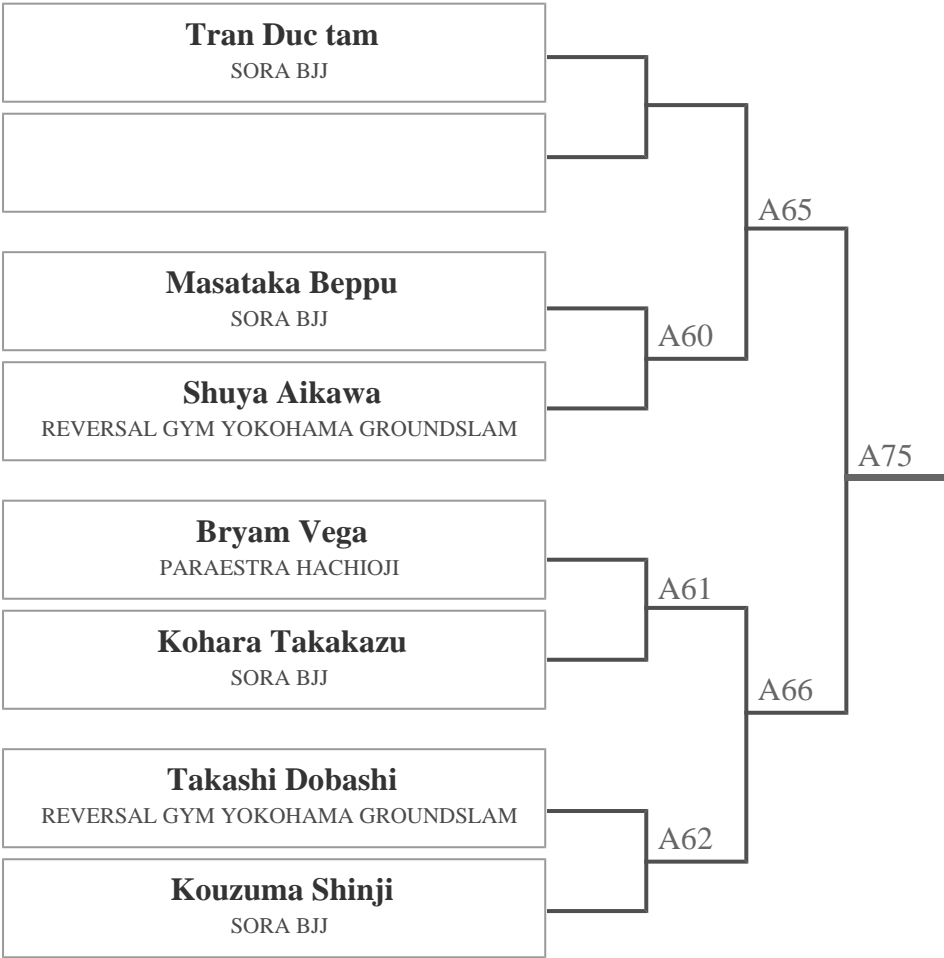 Tran Duc tam
SORA BJJ
A65
Masataka Beppu
SORA BJJ
A60
Shuya Aikawa
REVERSAL GYM YOKOHAMA GROUNDSLAM
A75
Bryam Vega
PARAESTRA HACHIOJI
A61
Kohara Takakazu
SORA BJJ
A66
Takashi Dobashi
REVERSAL GYM YOKOHAMA GROUNDSLAM
A62
Kouzuma Shinji
SORA BJJ